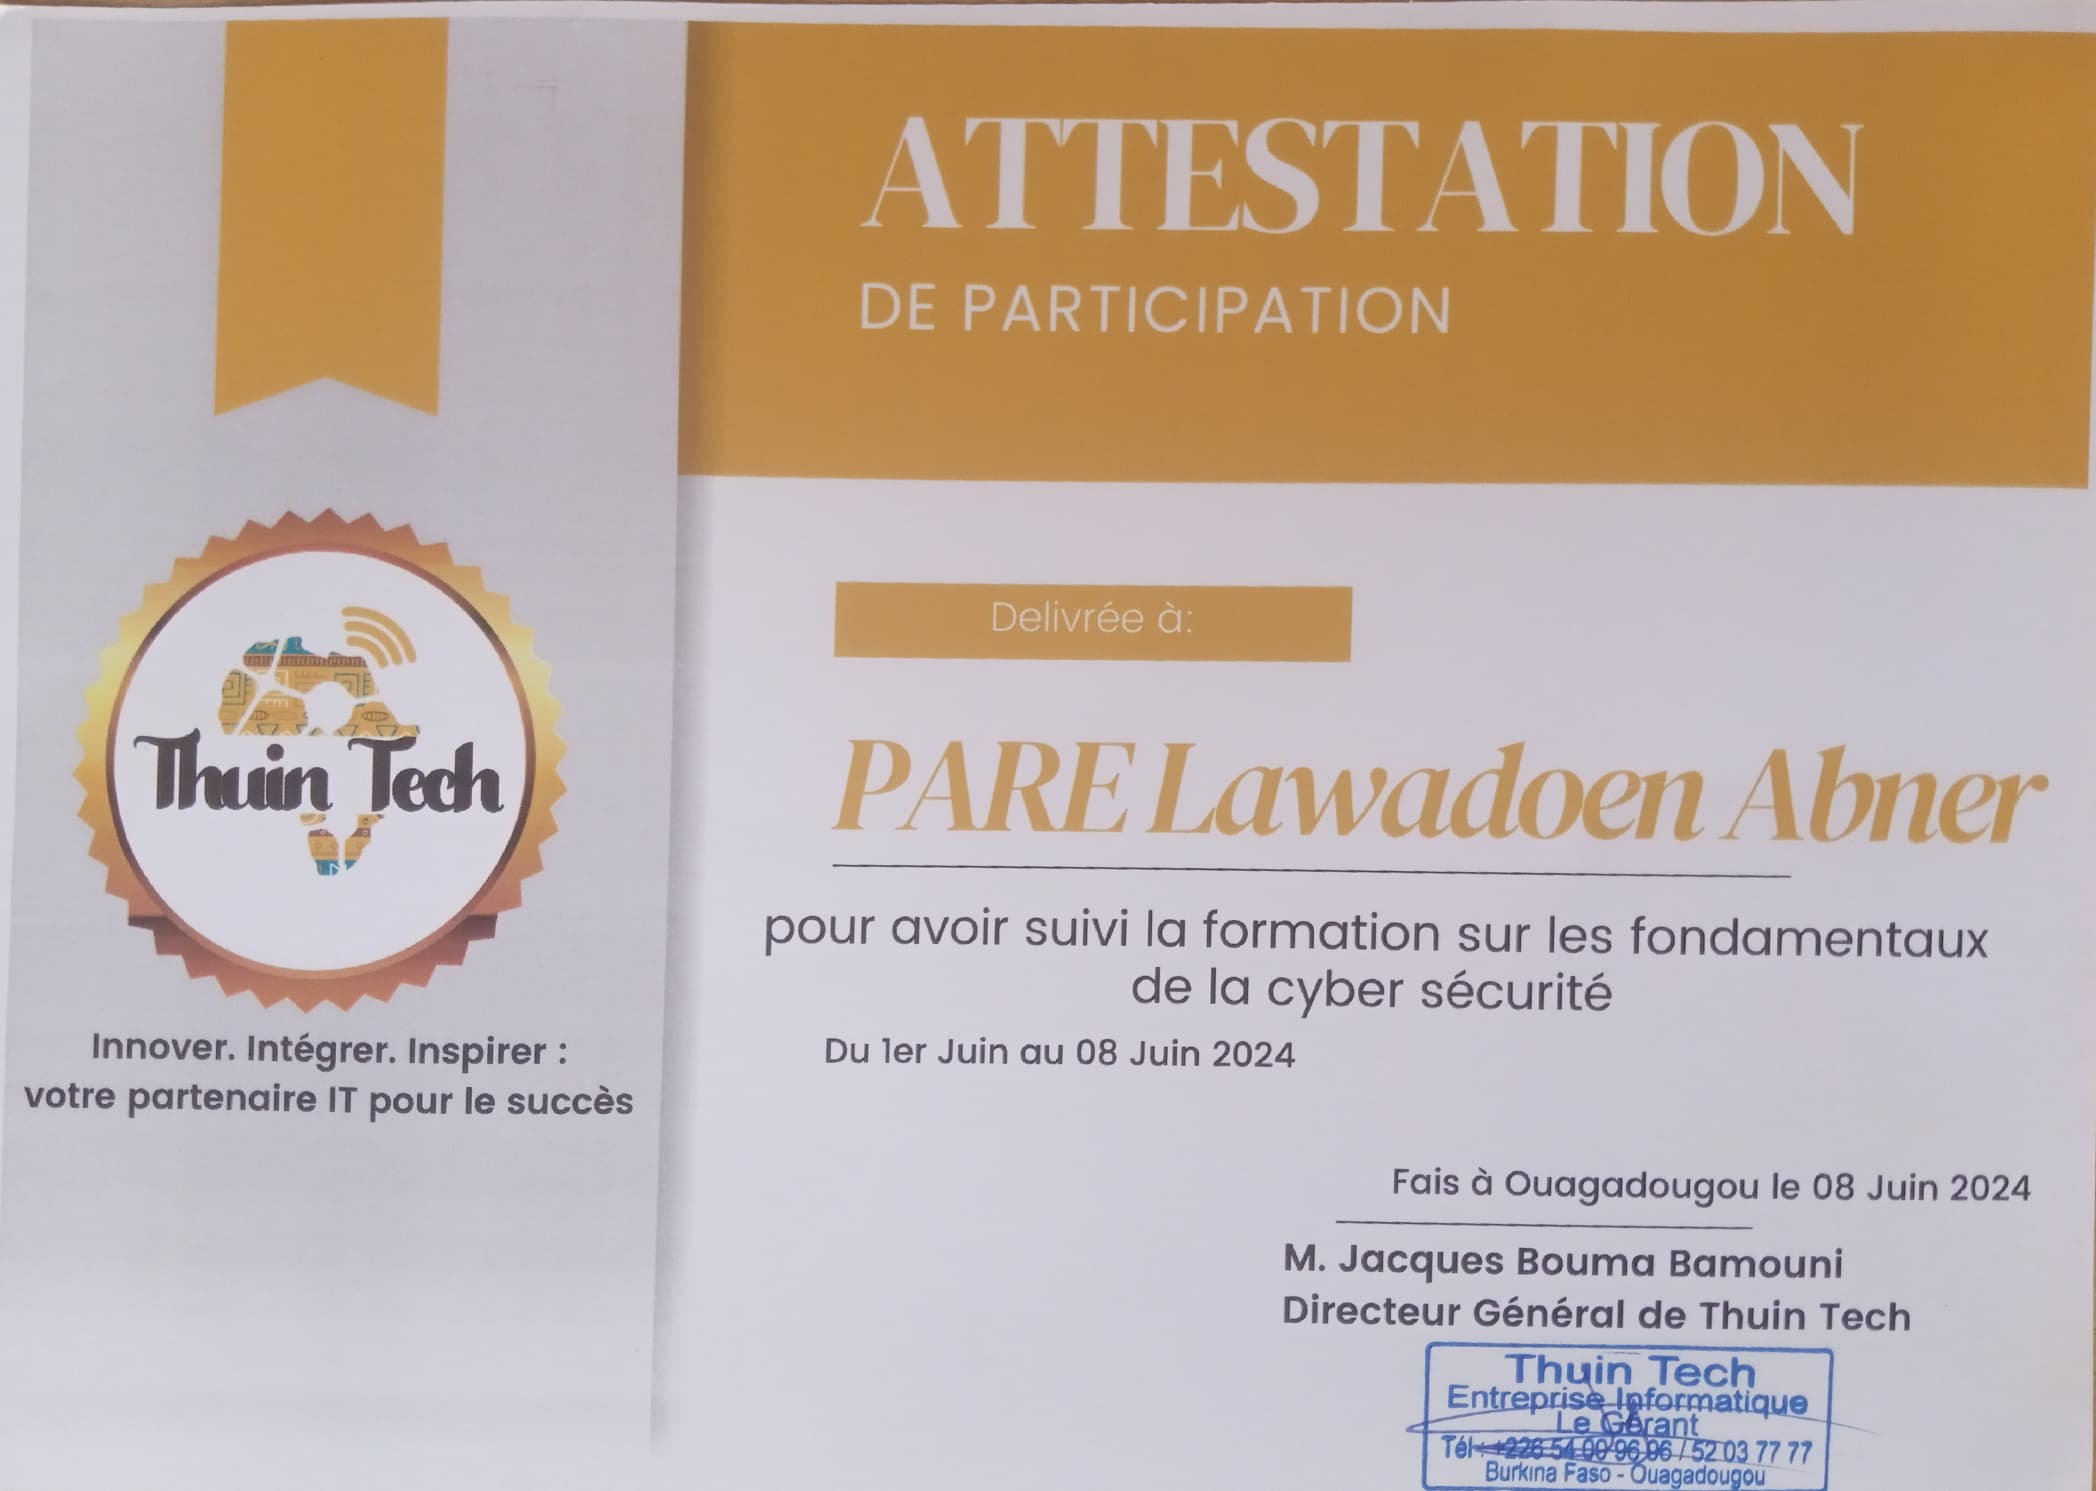 ATTESTATION
DE PARTICIPATION
Delivrée à:
PARE Lawadoen Abner
pour avoir suivi la formation sur les fondamentaux
de la cyber sécurité
Du 1er Juin au 08 Juin 2024
Thuin Tech
Innover. Intégrer. Inspirer :
votre partenaire IT pour le succès
Fais à Ouagadougou le 08 Juin 2024
M. Jacques Bouma Bamouni
Directeur Général de Thuin Tech
Thuin Tech
Entreprise Informatique
Le Gérant
Tél : +226 54 00 96 96 / 52 03 77 77
Burkina Faso - Ouagadougou